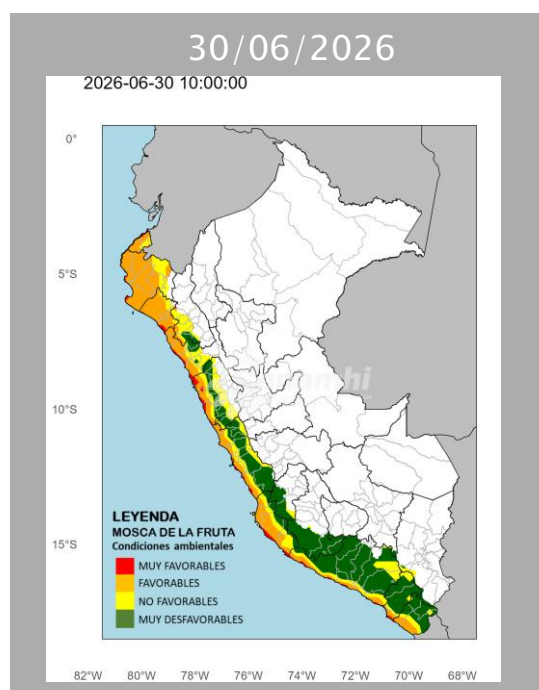 30/06/2026
2026-06-30 10:00:00
0°
5°S
10°S
15°S
LEYENDA
MOSCA DE LA FRUTA
Condiciones ambientales
MUY FAVORABLES
FAVORABLES
NO FAVORABLES
MUY DESFAVORABLES
82°W 80°W 78°W 76°W 74°W 72°W 70°W 68°W